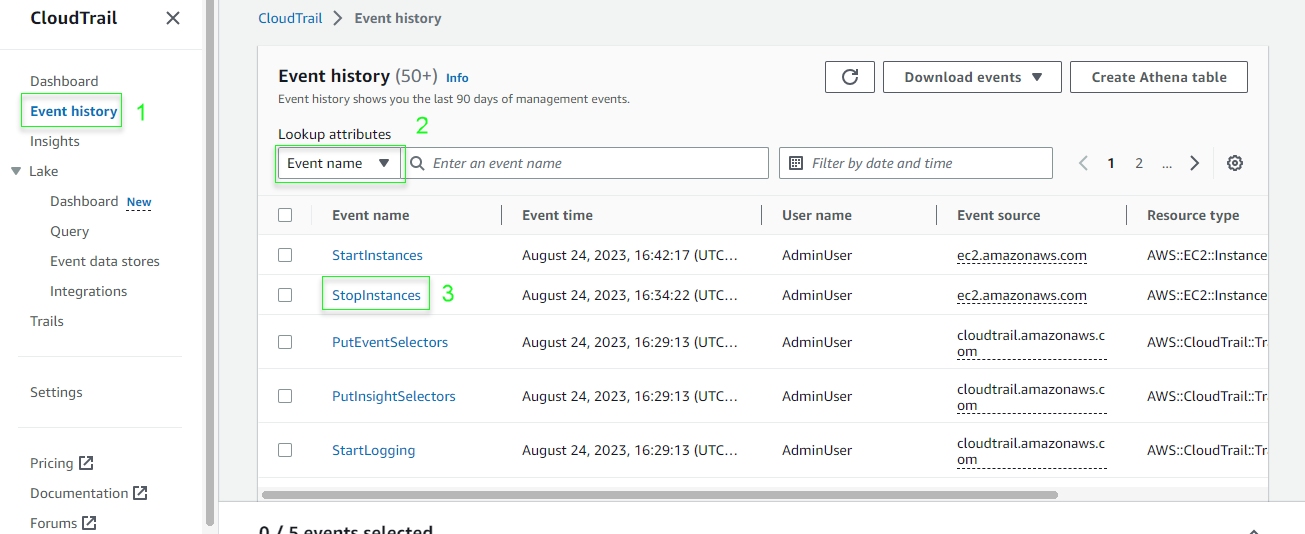 CloudTrail
Dashboard
Event history 1
Insights
Lake
Dashboard New
Query
Event data stores
Integrations
Trails
Settings
Pricing
Documentation
Forums
CloudTrail > Event history
Event history (50+) Info
Event history shows you the last 90 days of management events.
Download events
Create Athena table
Lookup attributes 2
Event name
Enter an event name
Filter by date and time
1 2 ...
Event name Event time User name Event source Resource type
StartInstances August 24, 2023, 16:42:17 (UTC... AdminUser ec2.amazonaws.com AWS::EC2::Instance
StopInstances 3 August 24, 2023, 16:34:22 (UTC... AdminUser ec2.amazonaws.com AWS::EC2::Instance
PutEventSelectors August 24, 2023, 16:29:13 (UTC... AdminUser cloudtrail.amazonaws.c
om AWS::CloudTrail::Tr
PutInsightSelectors August 24, 2023, 16:29:13 (UTC... AdminUser cloudtrail.amazonaws.c
om AWS::CloudTrail::Tr
StartLogging August 24, 2023, 16:29:13 (UTC... AdminUser cloudtrail.amazonaws.c
om AWS::CloudTrail::Tr
0 / 5 events selected